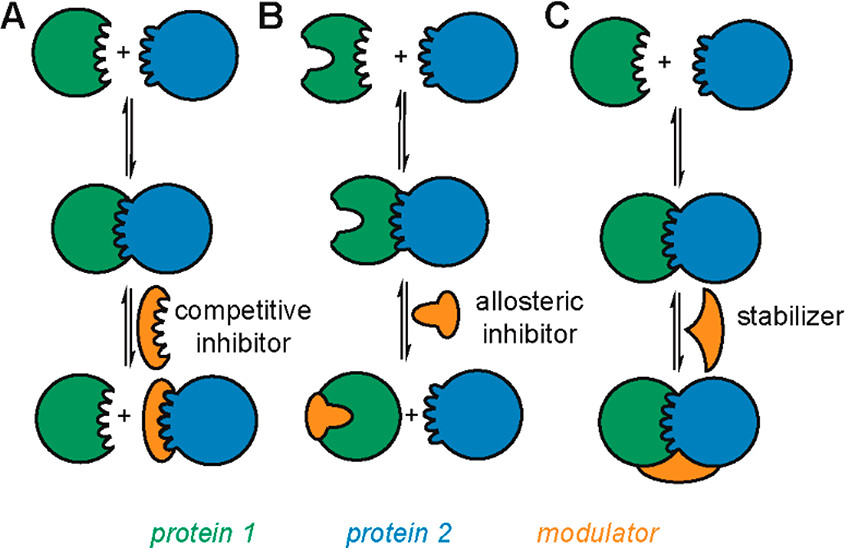 A
B
C
+
+
+
competitive
inhibitor
allosteric
inhibitor
stabilizer
+
+
protein 1
protein 2
modulator